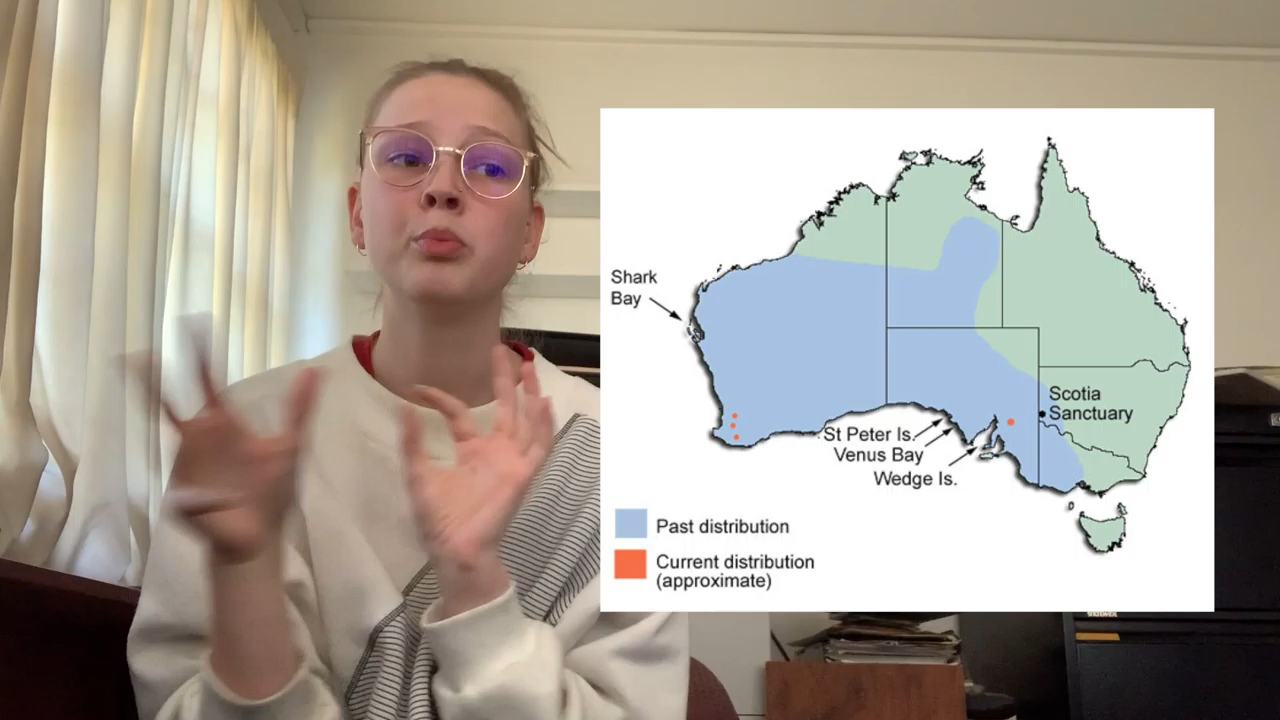 Shark
Bay
Scotia
Sanctuary
St Peter Is.
Venus Bay
Wedge Is.
Past distribution
Current distribution
(approximate)